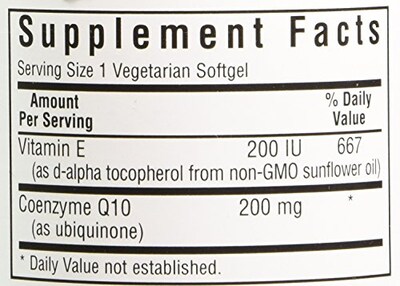 Supplement Facts
Serving Size 1 Vegetarian Softgel
Amount Per Serving % Daily Value
Vitamin E 200 IU 667
(as d-alpha tocopherol from non-GMO sunflower oil)
Coenzyme Q10 200 mg *
(as ubiquinone)
* Daily Value not established.